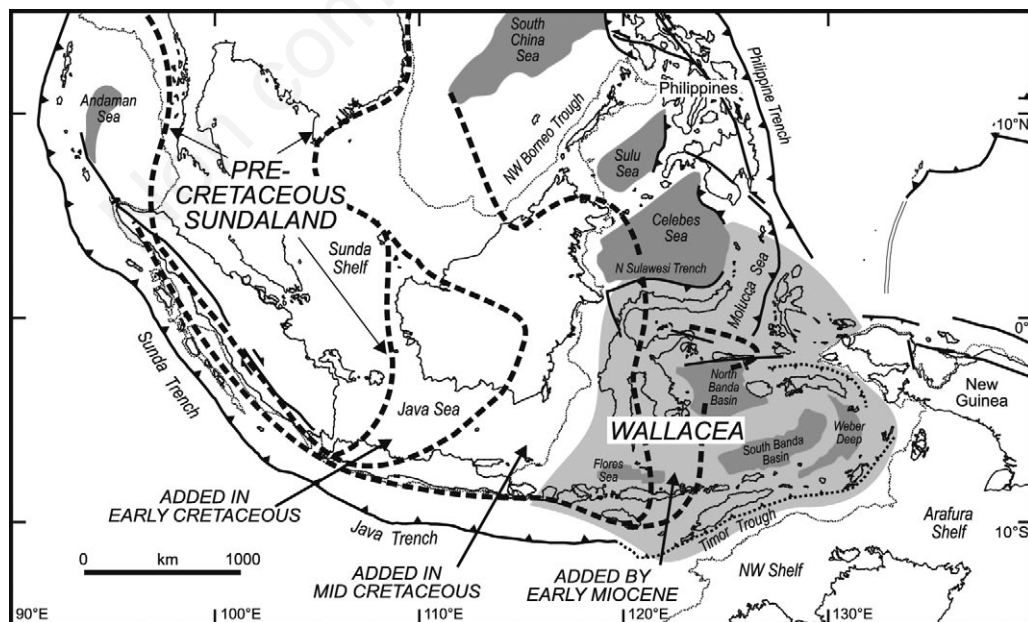 South
China
Sea
Andaman
Sea
Philippines
Philippine Trench
10°N
NW Borneo Trough
Sulu
Sea
PRE-
CRETACEOUS
SUNDALAND
Celbes
Sea
Sunda
Shelf
N Sulawesi Trench
Molucca Sea
0°
Sunda Trench
North
Banda
Basin
New
Guinea
Java Sea
WALLACEA
Weber
Deep
South Banda
Basin
Flores
Sea
ADDED IN
EARLY CRETACEOUS
Java Trench
Timor Trough
Arafura
Shelf
10°S
0 km 1000
ADDED IN
MID CRETACEOUS
ADDED BY
EARLY MIOCENE
NW Shelf
90°E 100°E 110°E 120°E 130°E